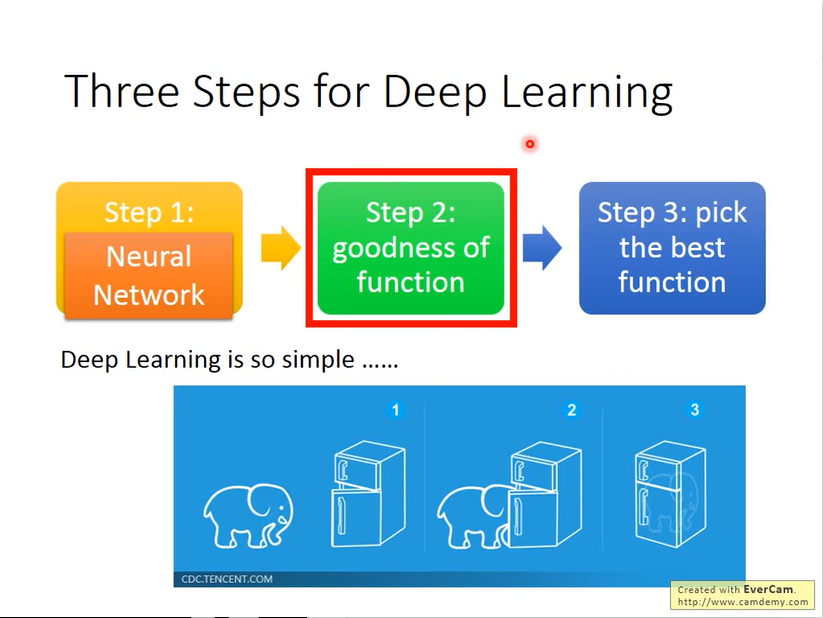 Three Steps for Deep Learning
Step 1:
Neural
Network
Step 2:
goodness of
function
Step 3: pick
the best
function
Deep Learning is so simple ……
1
2
3
CDC.TENCENT.COM
Created with EverCam.
http://www.camdemy.com